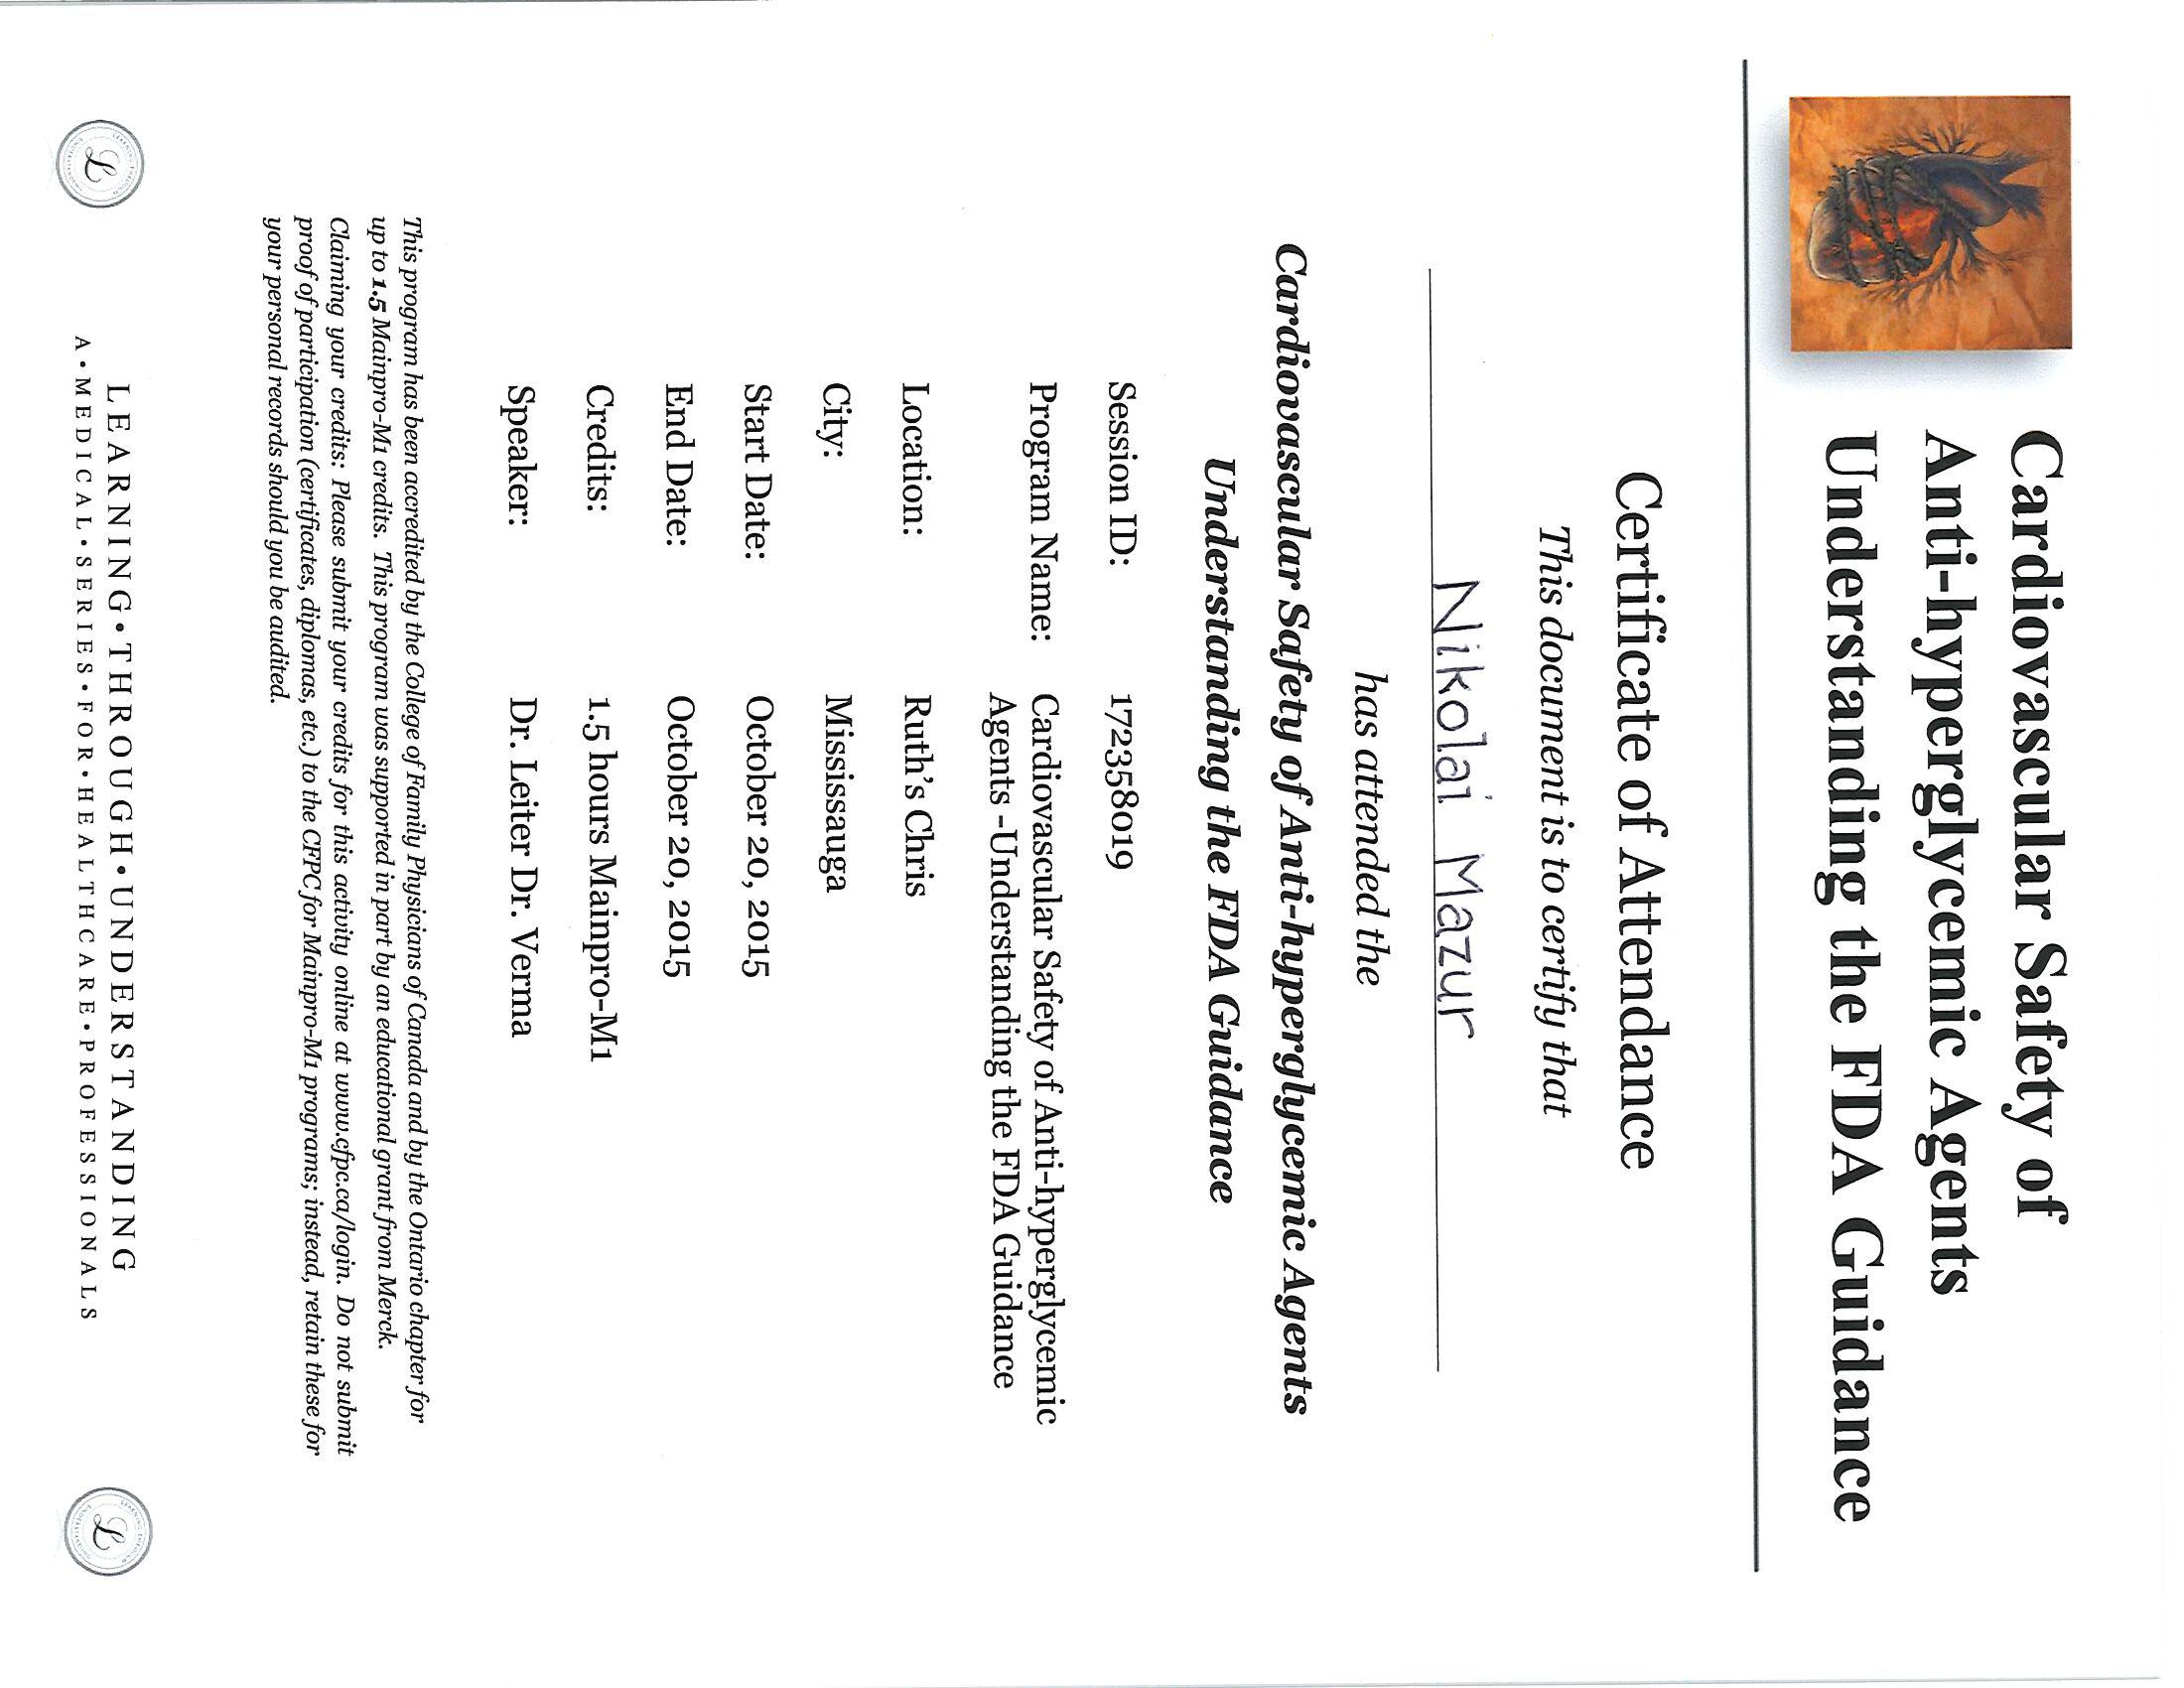 Cardiovascular Safety of
Anti-hyperglycemic Agents
Understanding the FDA Guidance
Certificate of Attendance
This document is to certify that
Nikolai Mazur
has attended the
Cardiovascular Safety of Anti-hyperglycemic Agents
Understanding the FDA Guidance
Session ID: 172358019
Program Name: Cardiovascular Safety of Anti-hyperglycemic
Agents -Understanding the FDA Guidance
Location: Ruth's Chris
City: Mississauga
Start Date: October 20, 2015
End Date: October 20, 2015
Credits: 1.5 hours Mainpro-M1
Speaker: Dr. Leiter Dr. Verma
This program has been accredited by the College of Family Physicians of Canada and by the Ontario chapter for
up to 1.5 Mainpro-M1 credits. This program was supported in part by an educational grant from Merck.
Claiming your credits: Please submit your credits for this activity online at www.cfpc.ca/login. Do not submit
proof of participation (certificates, diplomas, etc.) to the CFPC for Mainpro-M1 programs; instead, retain these for
your personal records should you be audited.
LEARNING•THROUGH•UNDERSTANDING
A•MEDICAL•SERIES•FOR•HEALTHCARE•PROFESSIONALS
L
L